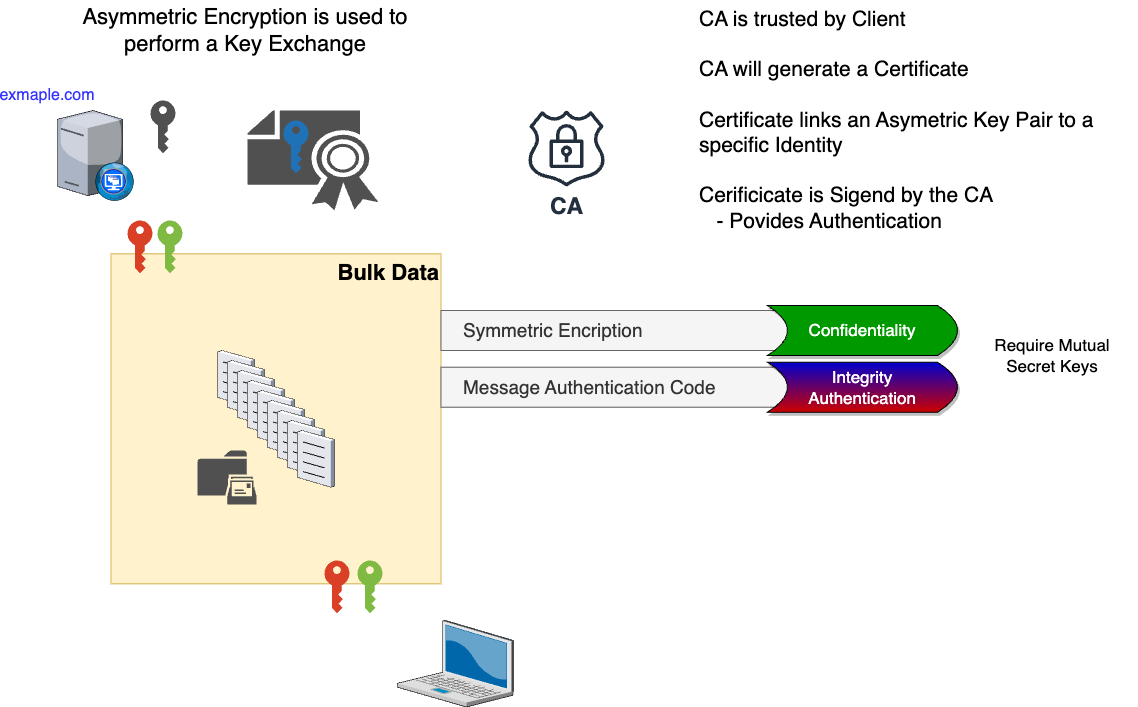 Asymmetric Encryption is used to
perform a Key Exchange
CA is trusted by Client
CA will generate a Certificate
Certificate links an Asymetric Key Pair to a
specific Identity
Cerificicate is Sigend by the CA
- Povides Authentication
exmaple.com
CA
Bulk Data
Symmetric Encription
Confidentiality
Message Authentication Code
Integrity
Authentication
Require Mutual
Secret Keys